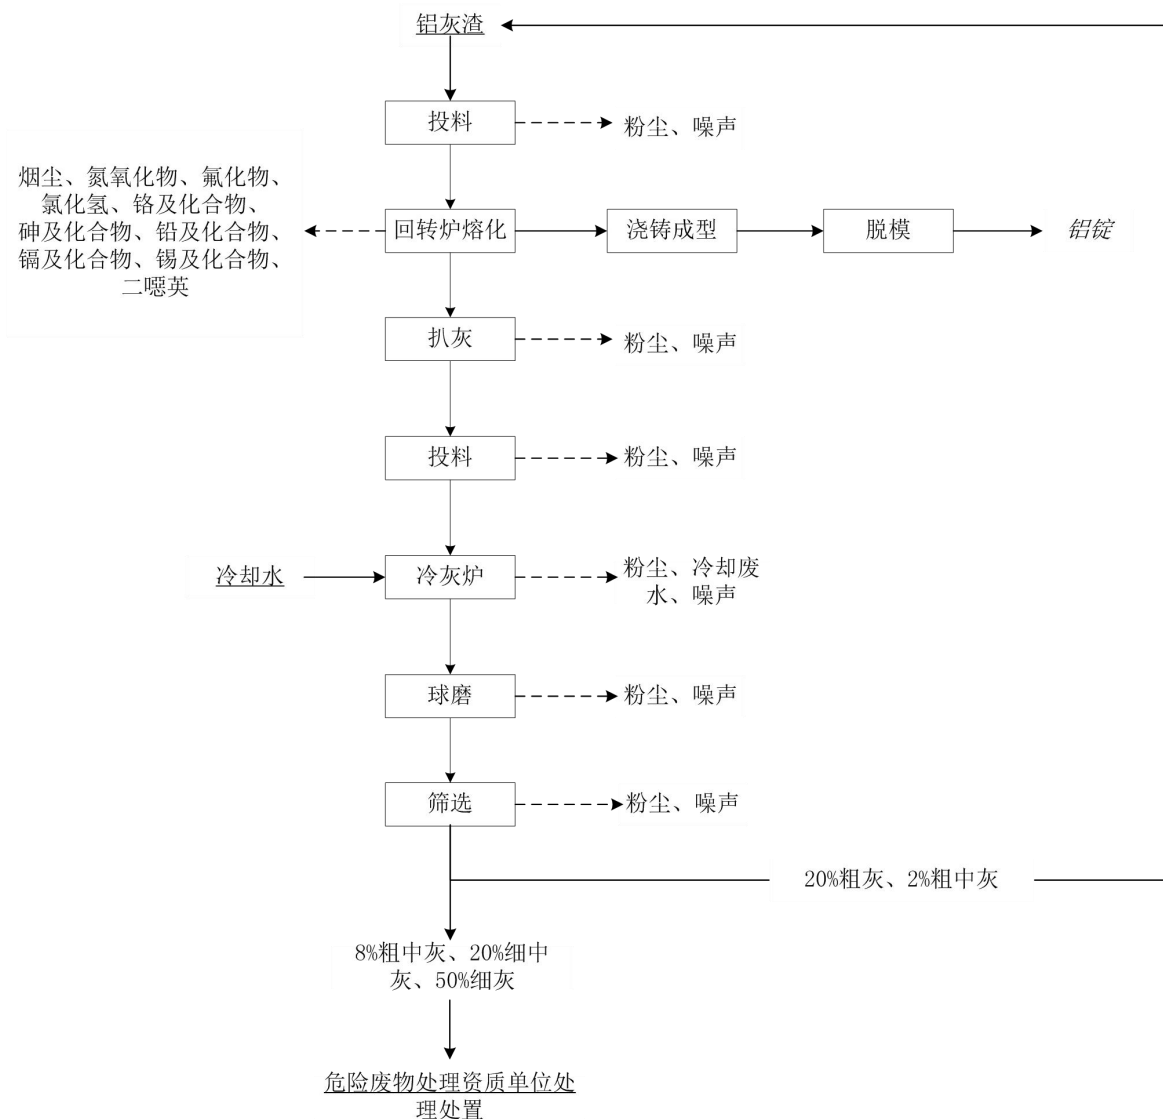 铝灰渣
投料
粉尘、噪声
烟尘、氮氧化物、氟化物、
氯化氢、铬及化合物、
砷及化合物、铅及化合物、
镉及化合物、锡及化合物、
二噁英
回转炉熔化
浇铸成型
脱模
铝锭
扒灰
粉尘、噪声
投料
粉尘、噪声
冷却水
冷灰炉
粉尘、冷却废
水、噪声
球磨
粉尘、噪声
筛选
粉尘、噪声
20%粗灰、2%粗中灰
8%粗中灰、20%细中
灰、50%细灰
危险废物处理资质单位处
理处置